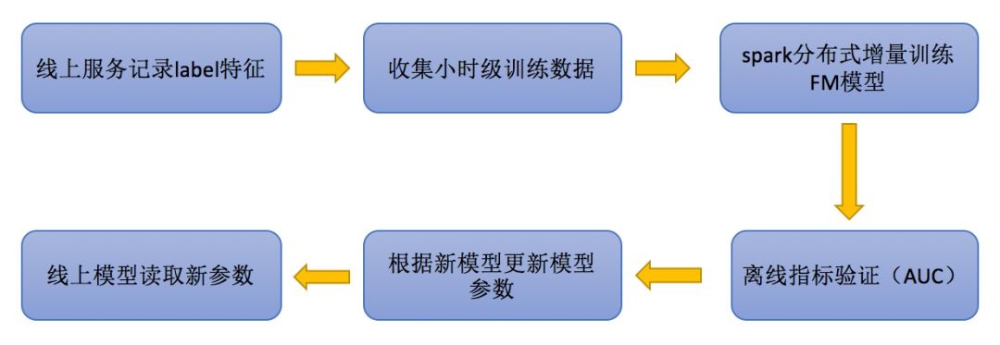 线上服务记录label特征
收集小时级训练数据
spark分布式增量训练
FM模型
离线指标验证（AUC）
根据新模型更新模型
参数
线上模型读取新参数